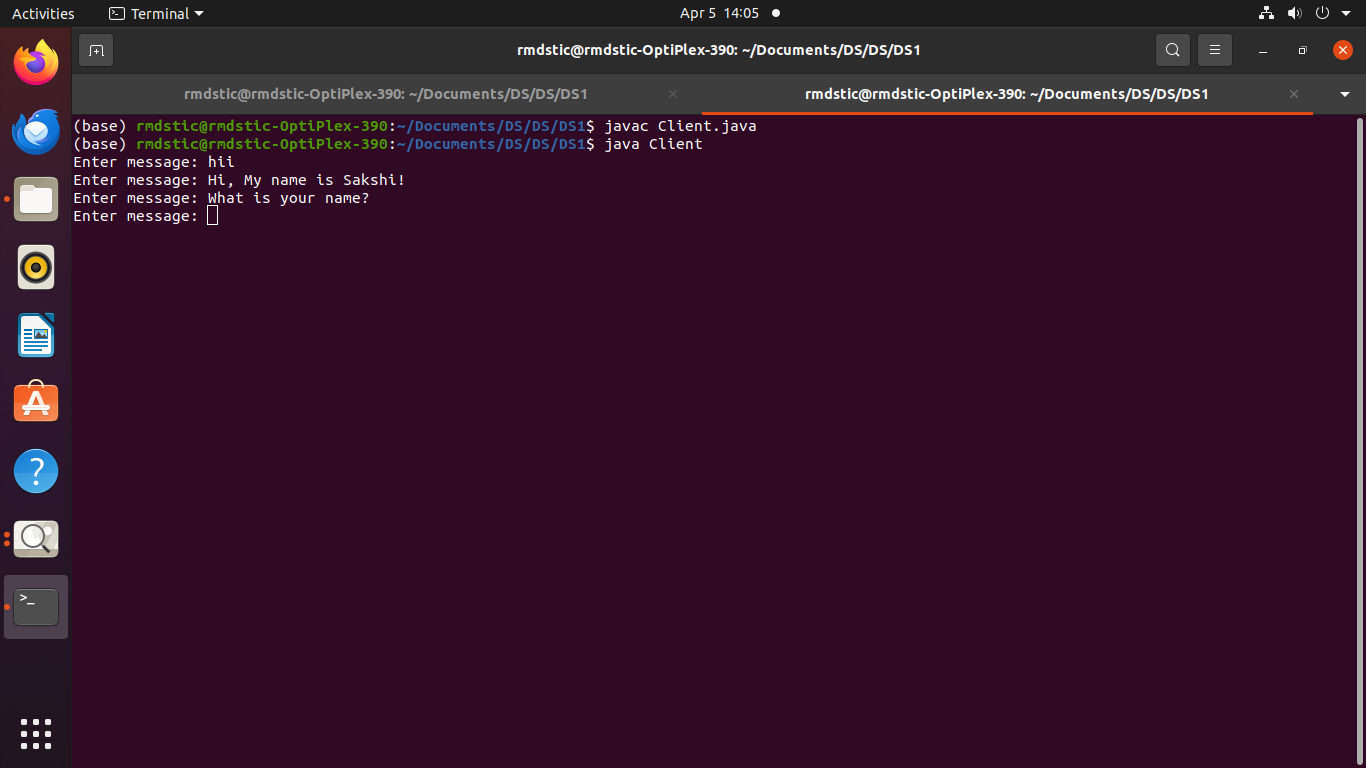 Activities
Terminal
Apr 5 14:05
rmdstic@rmdstic-OptiPlex-390: ~/Documents/DS/DS/DS1
rmdstic@rmdstic-OptiPlex-390: ~/Documents/DS/DS/DS1
rmdstic@rmdstic-OptiPlex-390: ~/Documents/DS/DS/DS1
(base) rmdstic@rmdstic-OptiPlex-390:~/Documents/DS/DS/DS1$ javac Client.java
(base) rmdstic@rmdstic-OptiPlex-390:~/Documents/DS/DS/DS1$ java Client
Enter message: hii
Enter message: Hi, My name is Sakshi!
Enter message: What is your name?
Enter message: